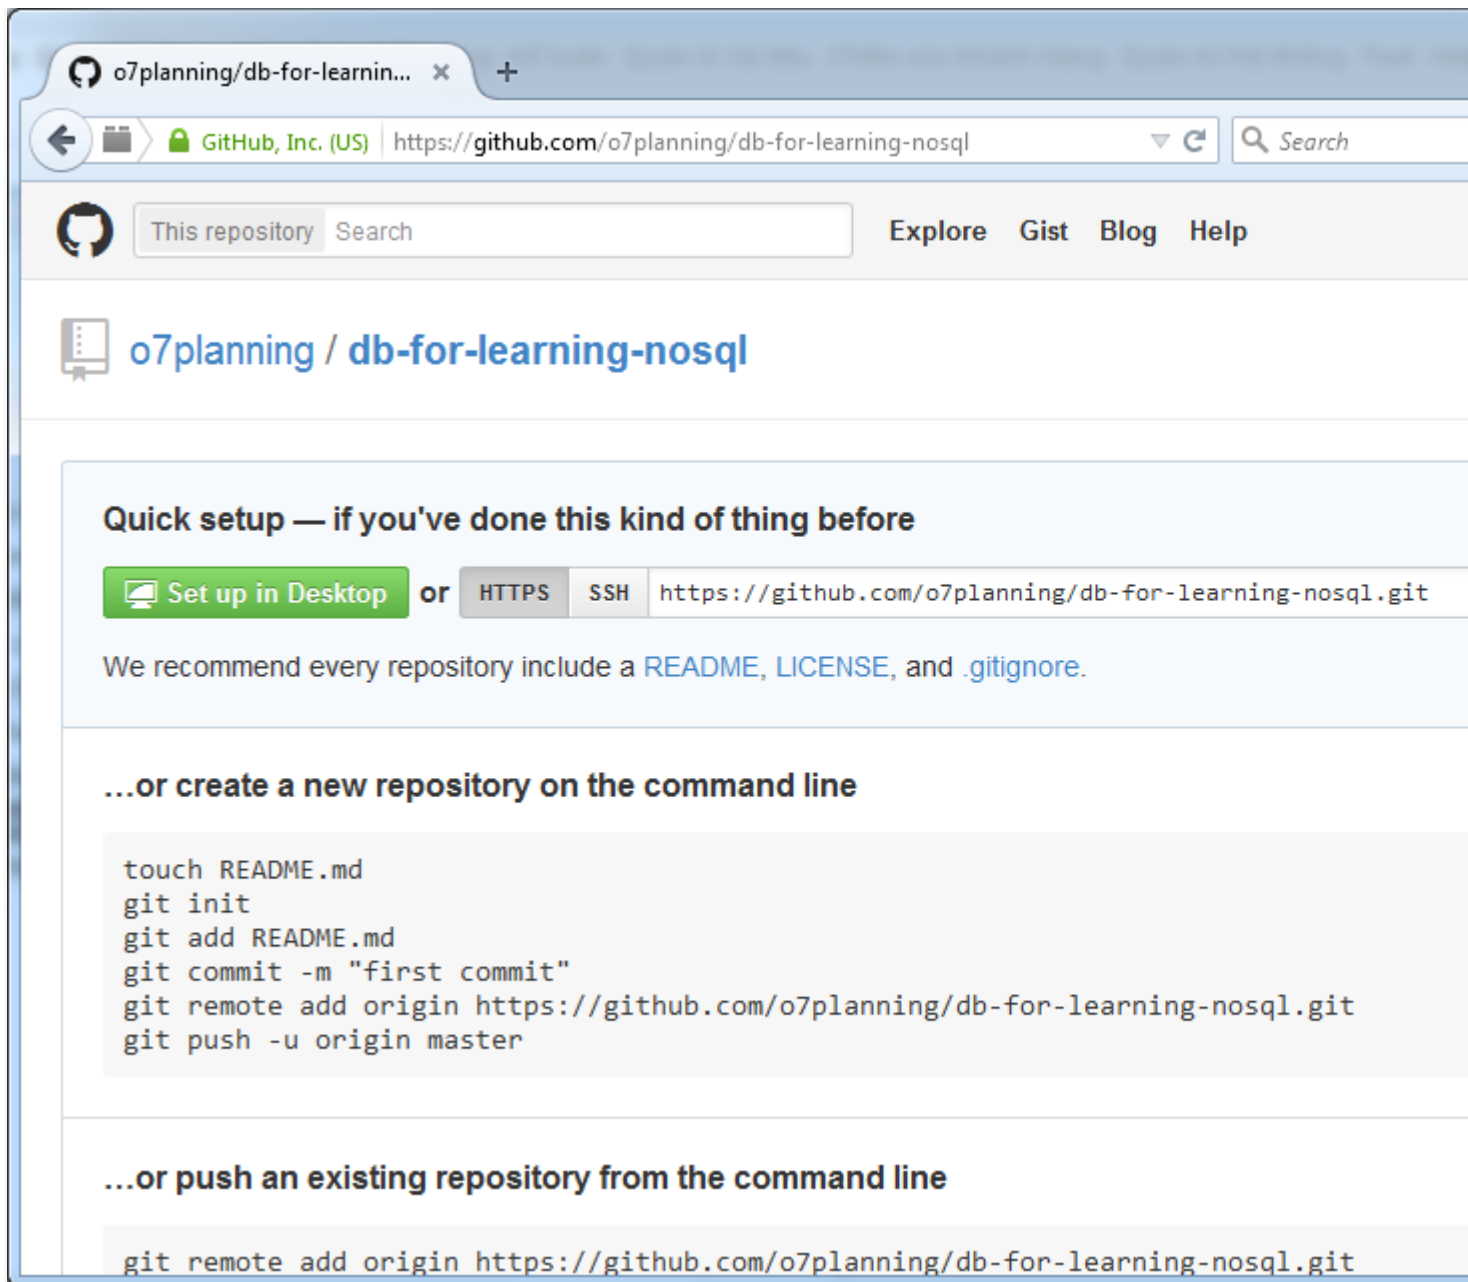 o7planning/db-for-learnin...
GitHub, Inc. (US) https://github.com/o7planning/db-for-learning-nosql Search
This repository Search Explore Gist Blog Help
o7planning / db-for-learning-nosql
Quick setup — if you've done this kind of thing before
Set up in Desktop or HTTPS SSH https://github.com/o7planning/db-for-learning-nosql.git
We recommend every repository include a README, LICENSE, and .gitignore.
…or create a new repository on the command line
touch README.md
git init
git add README.md
git commit -m "first commit"
git remote add origin https://github.com/o7planning/db-for-learning-nosql.git
git push -u origin master
…or push an existing repository from the command line
git remote add origin https://github.com/o7planning/db-for-learning-nosql.git